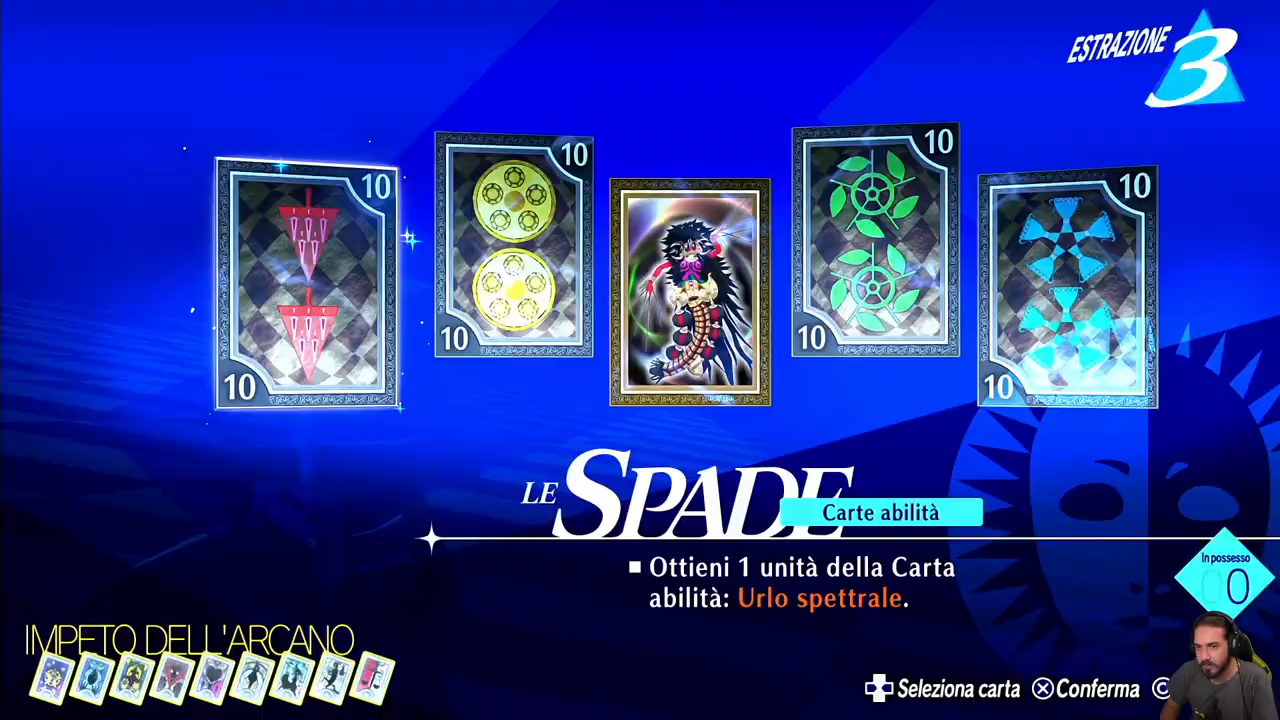 ESTRAZIONE 3
10
10
10
10
10
10
10
10
LE SPADE
Carte abilità
Ottieni 1 unità della Carta
abilità: Urlo spettrale.
In possesso
00
IMPETO DELL'ARCANO
Seleziona carta Conferma